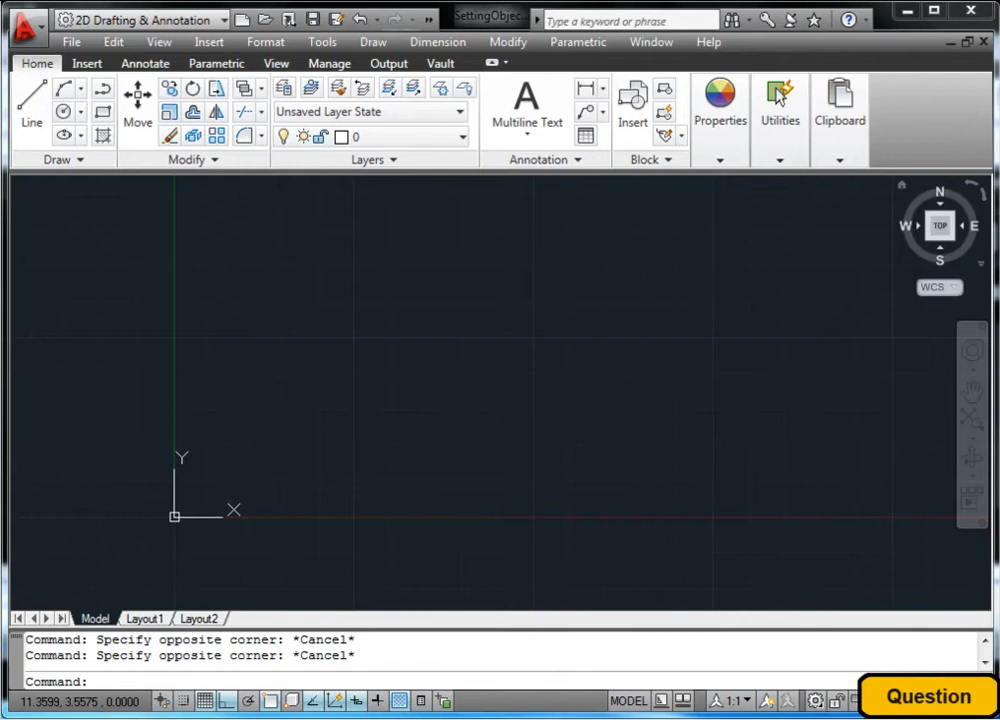 2D Drafting & Annotation
SettingObjec...
Type a keyword or phrase
File Edit View Insert Format Tools Draw Dimension Modify Parametric Window Help
Home Insert Annotate Parametric View Manage Output Vault
Line
Move
Unsaved Layer State
0
A
Multiline Text
Insert
Properties
Utilities
Clipboard
Draw
Modify
Layers
Annotation
Block
N
W
TOP
E
S
WCS
Y
X
Model Layout1 Layout2
Command: Specify opposite corner: *Cancel*
Command: Specify opposite corner: *Cancel*
Command:
11.3599, 3.5575 , 0.0000
MODEL
1:1
Question